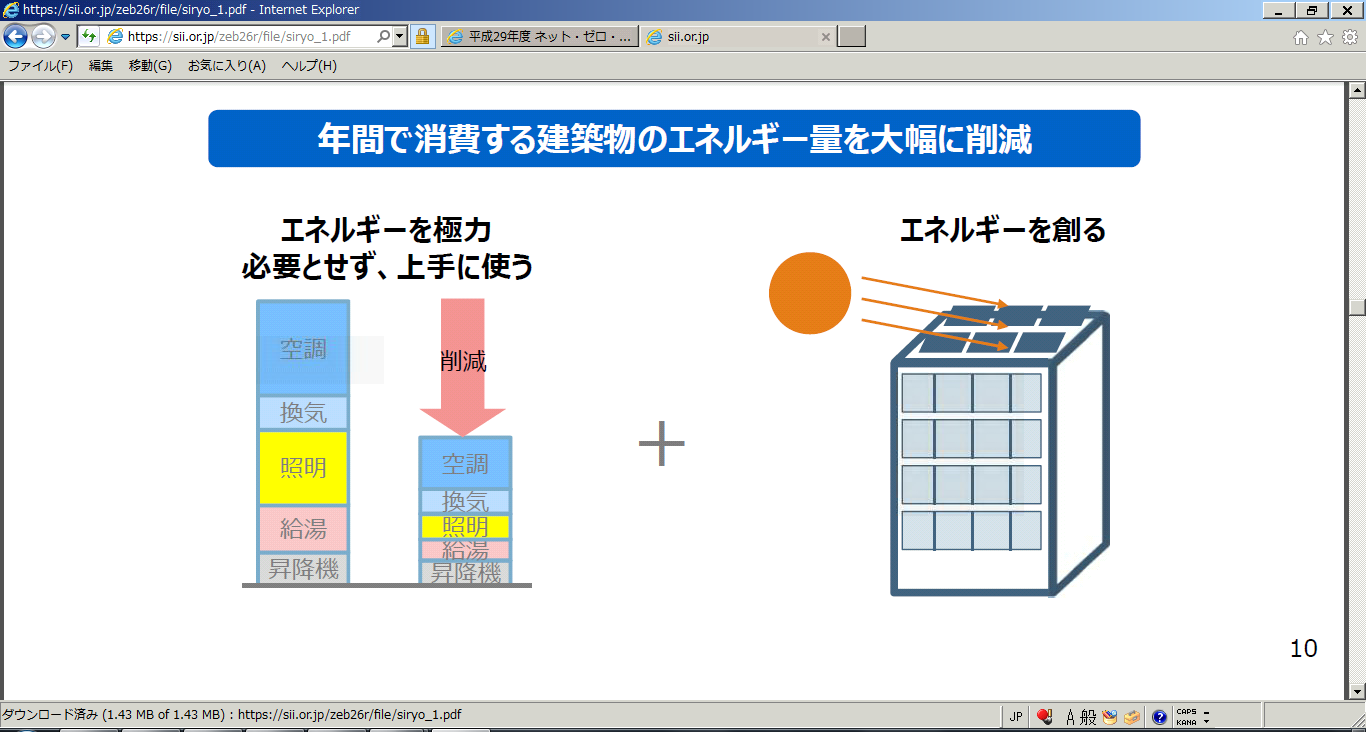 https://sii.or.jp/zeb26r/file/siryo_1.pdf - Internet Explorer
https://sii.or.jp/zeb26r/file/siryo_1.pdf
平成29年度 ネット・ゼロ・...
sii.or.jp
ファイル(F) 編集 移動(G) お気に入り(A) ヘルプ(H)
年間で消費する建築物のエネルギー量を大幅に削減
エネルギーを極力
必要とせず、上手に使う
空調
換気
照明
給湯
昇降機
削減
空調
換気
照明
給湯
昇降機
+
エネルギーを創る
10
ダウンロード済み (1.43 MB of 1.43 MB) : https://sii.or.jp/zeb26r/file/siryo_1.pdf
JP
A 般
CAPS
KANA